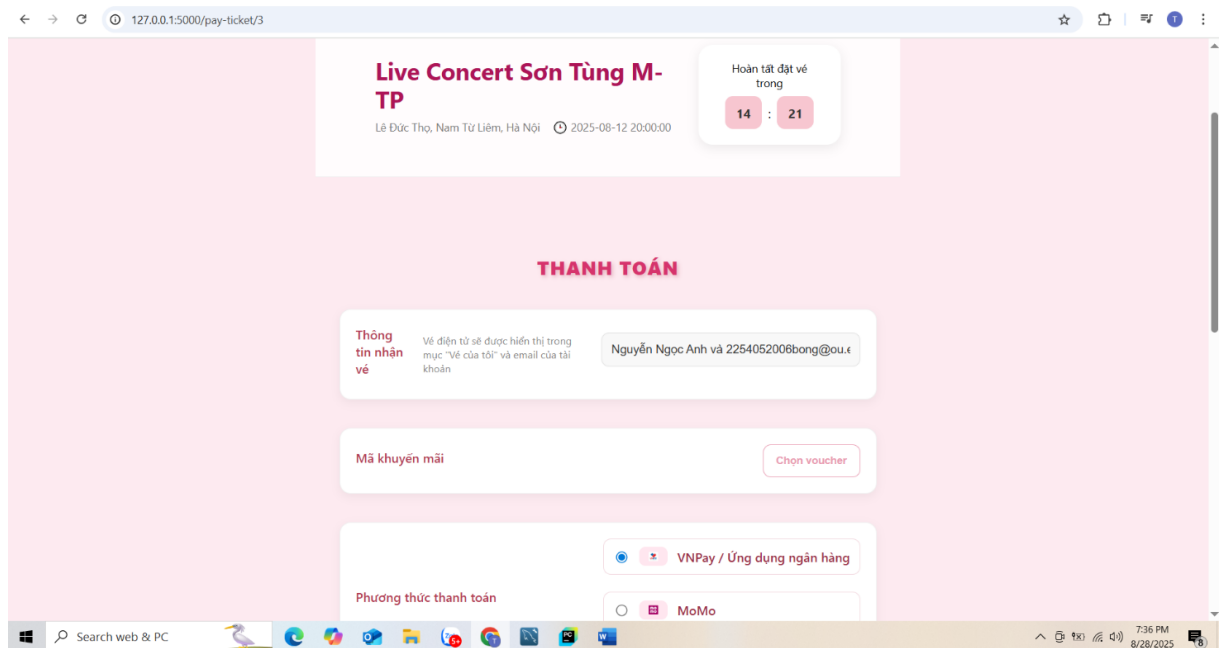 127.0.0.1:5000/pay-ticket/3
T
Live Concert Sơn Tùng M-
TP
Lê Đức Thọ, Nam Từ Liêm, Hà Nội 2025-08-12 20:00:00
Hoàn tất đặt vé
trong
14 : 21
THANH TOÁN
Thông
tin nhận
vé
Vé điện tử sẽ được hiển thị trong
mục "Vé của tôi" và email của tài
khoản
Nguyễn Ngọc Anh và 2254052006bong@ou.e
Mã khuyến mãi
Chọn voucher
Phương thức thanh toán
VNPay / Ứng dụng ngân hàng
MoMo
Search web & PC
5+
7:36 PM
8/28/2025
8